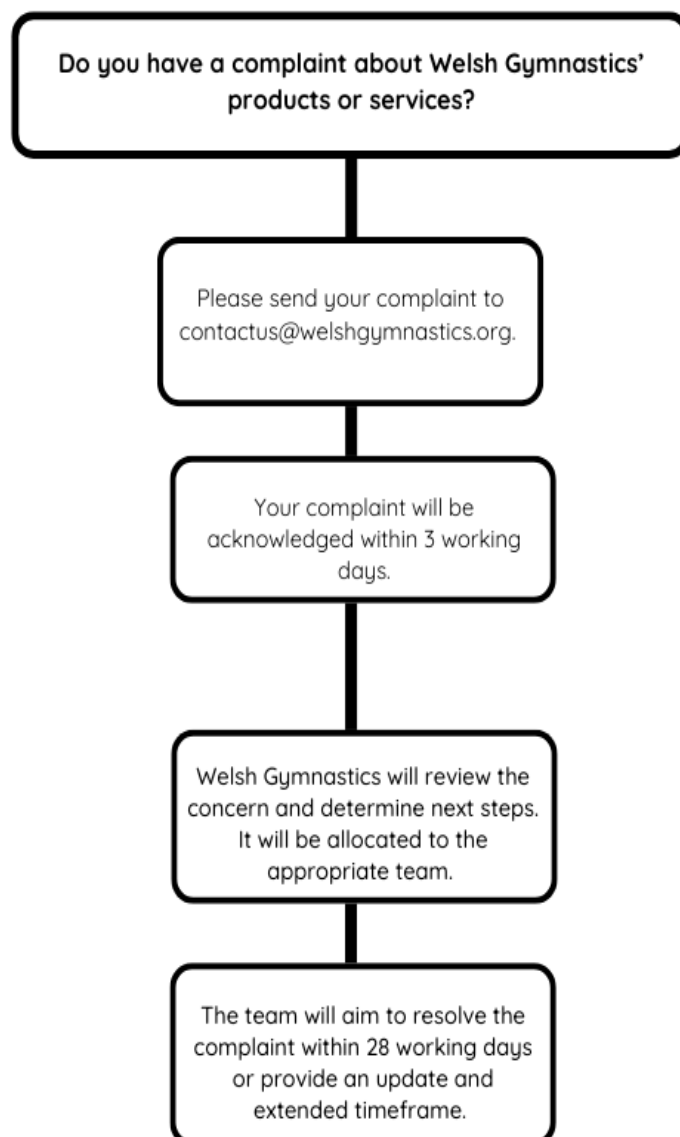 Do you have a complaint about Welsh Gymnastics’
products or services?
Please send your complaint to
contactus@welshgymnastics.org.
Your complaint will be
acknowledged within 3 working
days.
Welsh Gymnastics will review the
concern and determine next steps.
It will be allocated to the
appropriate team.
The team will aim to resolve the
complaint within 28 working days
or provide an update and
extended timeframe.